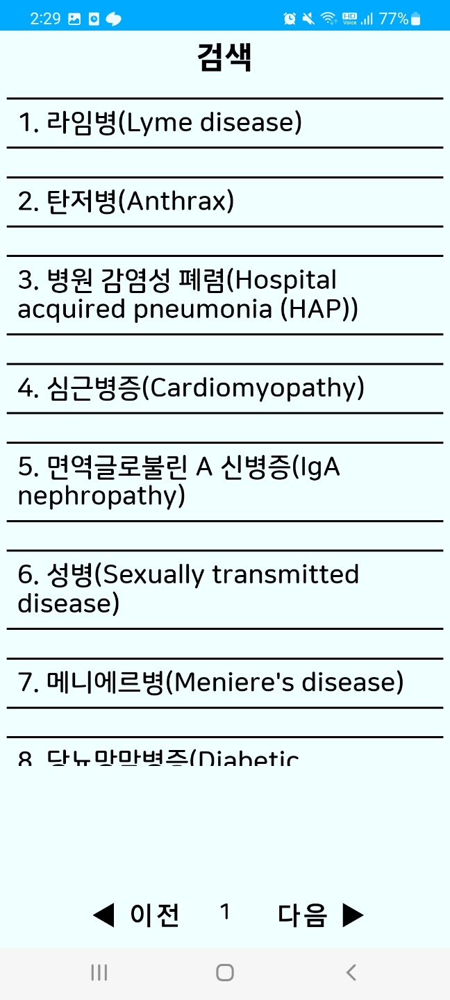 2:29 HD Voice 77%
검색
1. 라임병(Lyme disease)
2. 탄저병(Anthrax)
3. 병원 감염성 폐렴(Hospital
acquired pneumonia (HAP))
4. 심근병증(Cardiomyopathy)
5. 면역글로불린 A 신병증(IgA
nephropathy)
6. 성병(Sexually transmitted
disease)
7. 메니에르병(Meniere's disease)
8. 당뇨망막병증(Diabetic
◀ 이전 1 다음 ▶